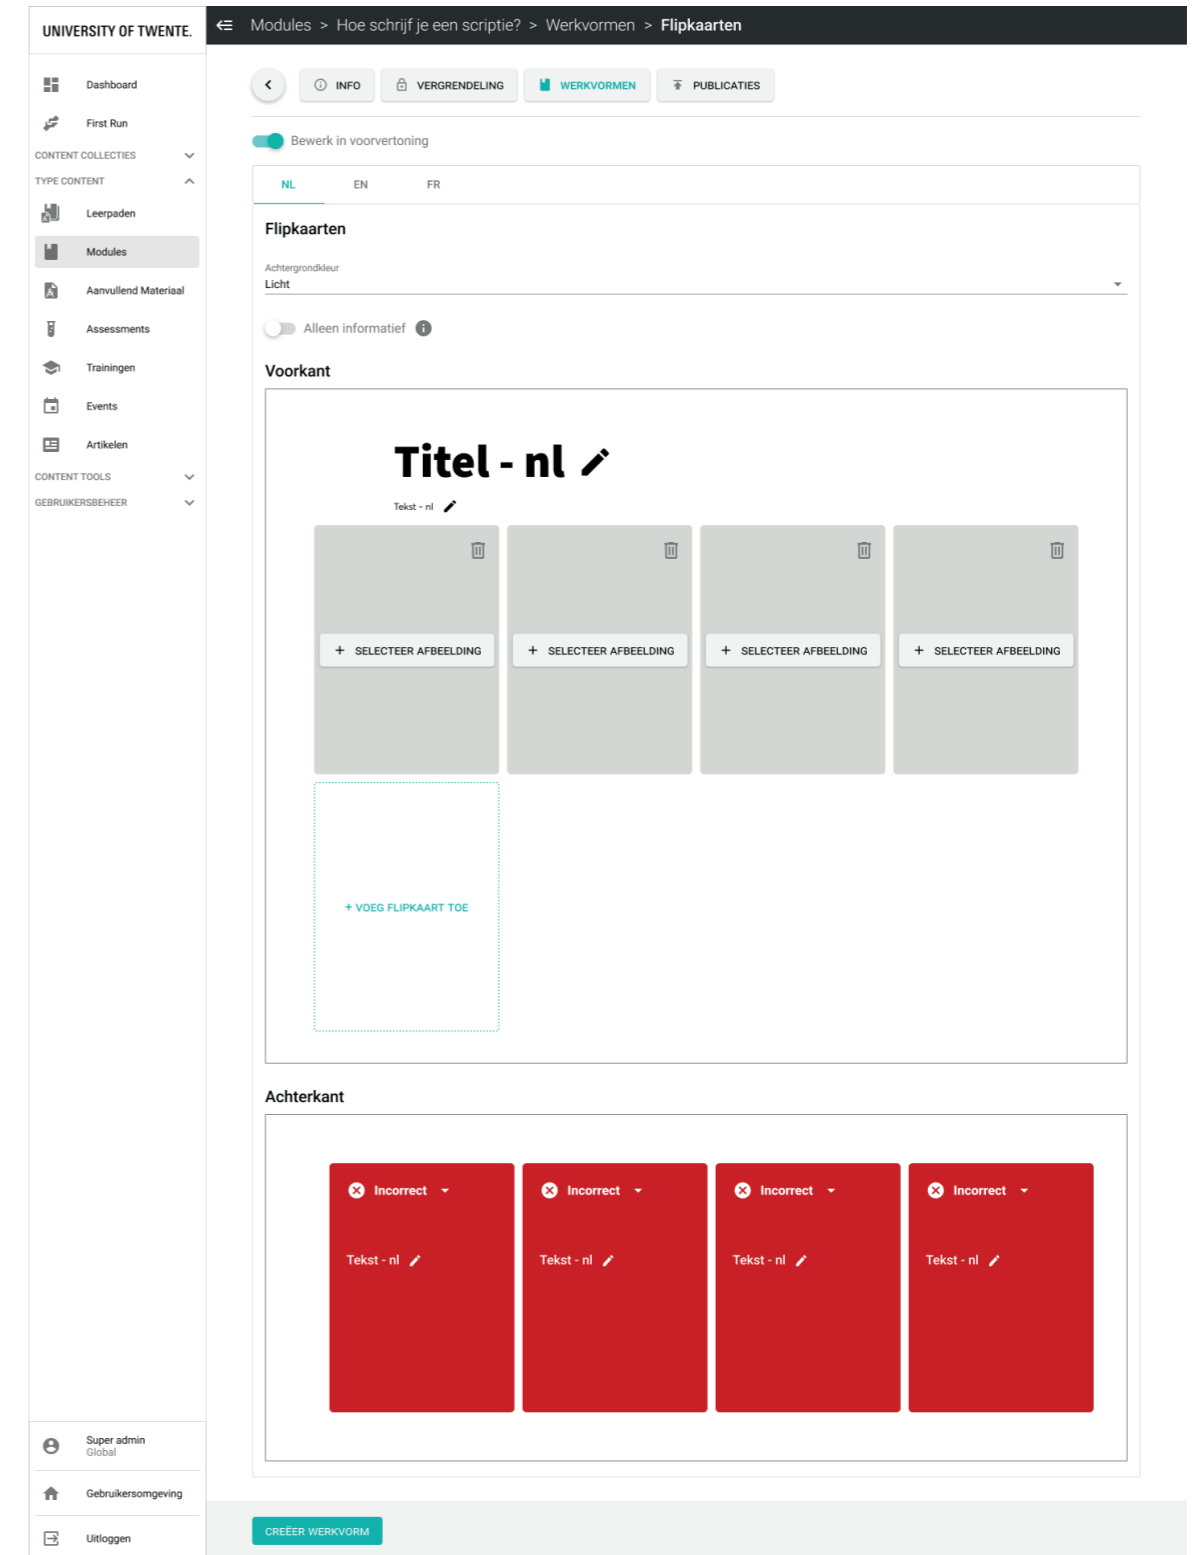 UNIVERSITY OF TWENTE.
Modules > Hoe schrijf je een scriptie? > Werkvormen > Flipkaarten
Dashboard
First Run
CONTENT COLLECTIES
TYPE CONTENT
Leerpaden
Modules
Aanvullend Materiaal
Assessments
Trainingen
Events
Artikelen
CONTENT TOOLS
GEBRUIKERSBEHEER
Super admin
Global
Gebruikersomgeving
Uitloggen
INFO VERGRENDELING WERKVORMEN PUBLICATIES
Bewerk in voorvertoning
NL EN FR
Flipkaarten
Achtergrondkleur
Licht
Alleen informatief
Voorkant
Titel - nl
Tekst - nl
+ SELECTEER AFBEELDING + SELECTEER AFBEELDING + SELECTEER AFBEELDING + SELECTEER AFBEELDING
+ VOEG FLIPKAART TOE
Achterkant
Incorrect Incorrect Incorrect Incorrect
Tekst - nl Tekst - nl Tekst - nl Tekst - nl
CREËER WERKVORM